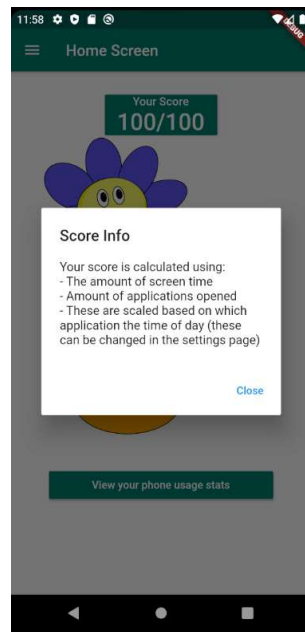 11:58
DEBUG
Home Screen
Your Score
100/100
Score Info
Your score is calculated using:
- The amount of screen time
- Amount of applications opened
- These are scaled based on which
application the time of day (these
can be changed in the settings page)
Close
View your phone usage stats